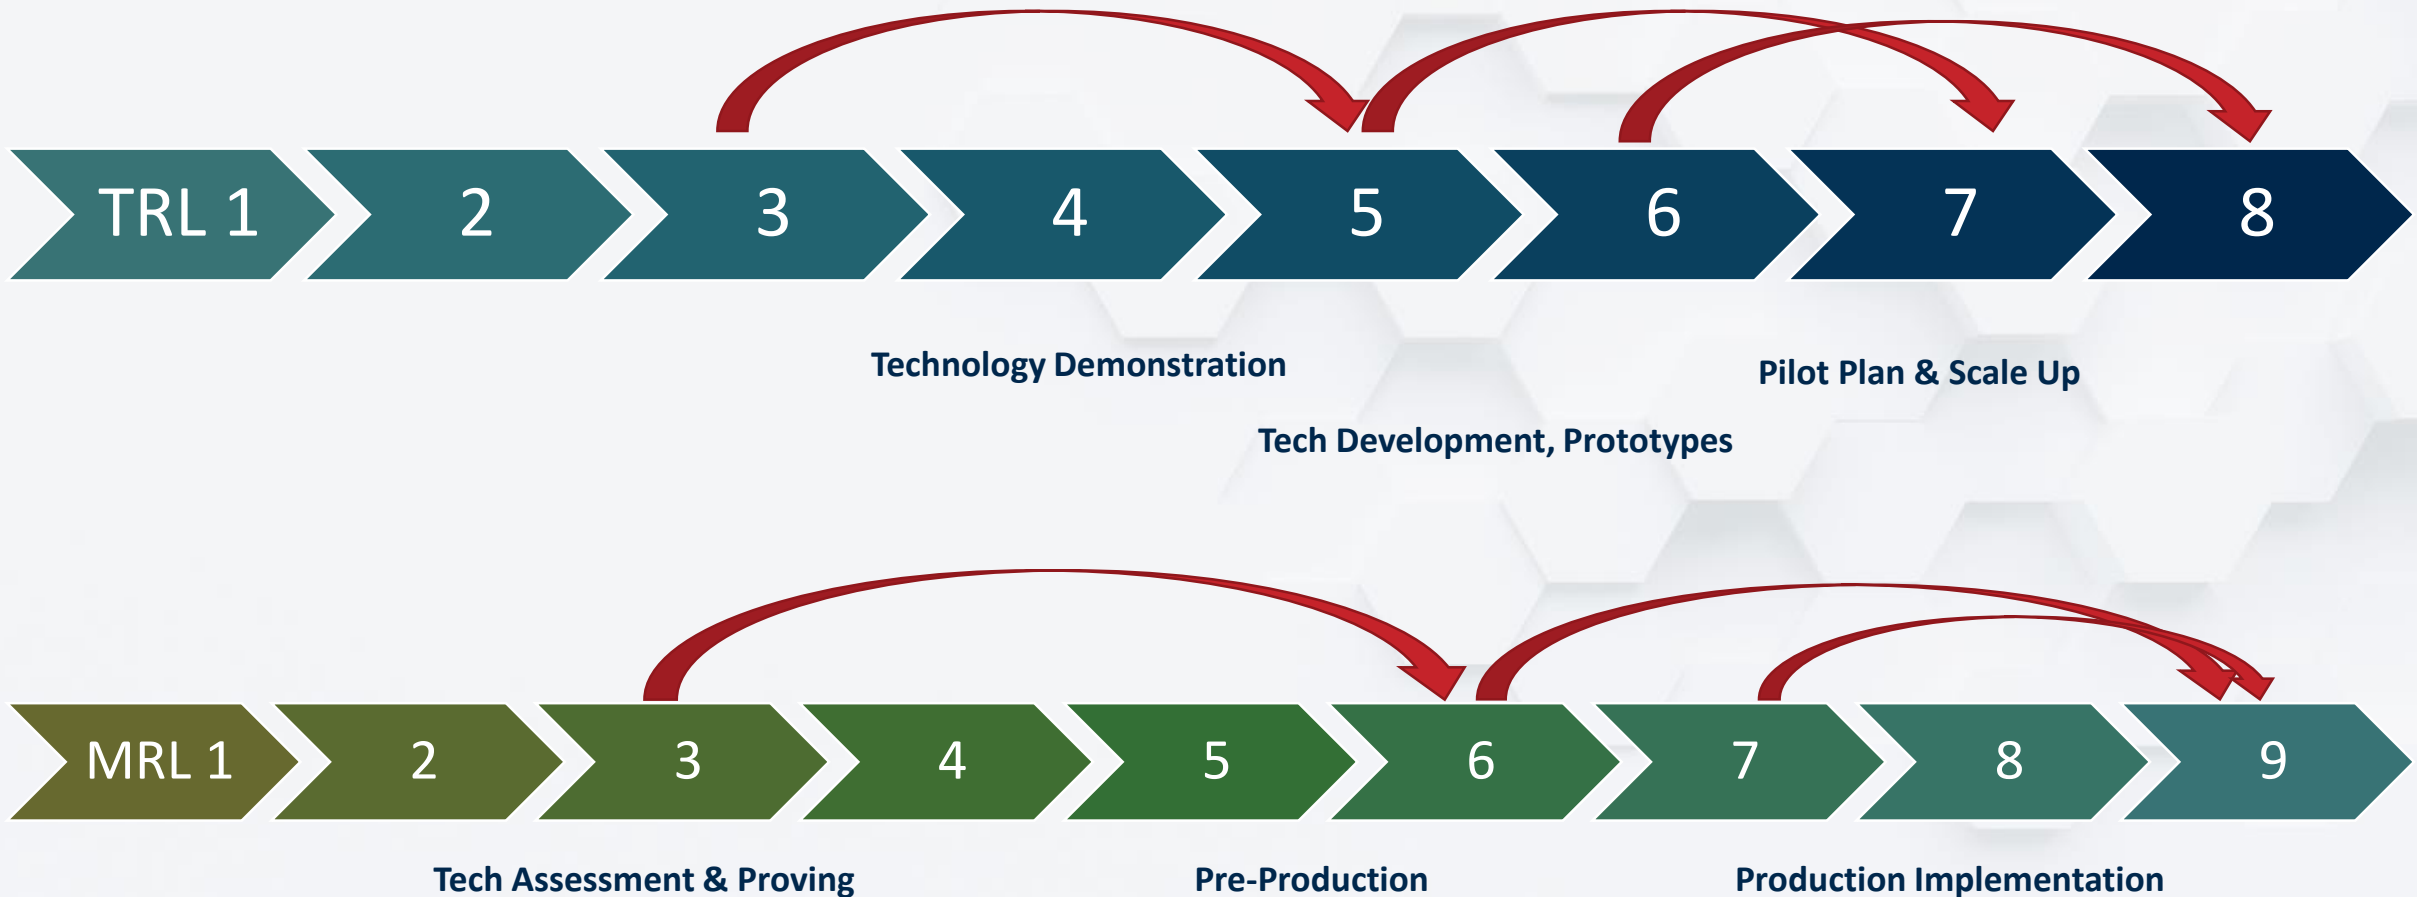 TRL 1 2 3 4 5 6 7 8
Technology Demonstration
Pilot Plan & Scale Up
Tech Development, Prototypes
MRL 1 2 3 4 5 6 7 8 9
Tech Assessment & Proving
Pre-Production
Production Implementation